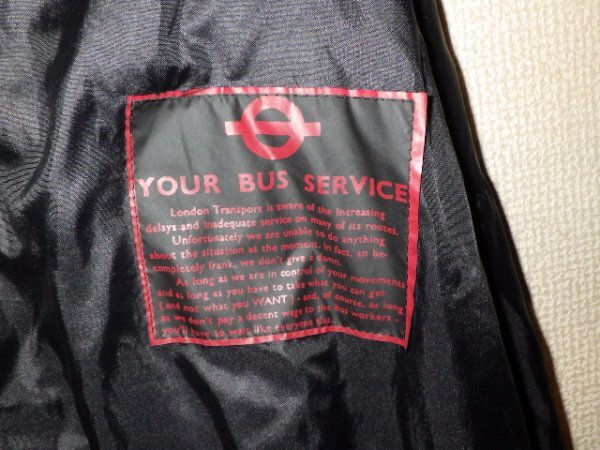 YOUR BUS SERVICE
London Transport is aware of the increasing
delays and inadequate service on many of its routes.
Unfortunately we are unable to do anything
about the situation at the moment, in fact, to be
completely frank, we don't give a damn.
As long as we are in control of your movements
and as long as you have to take what you can get
( and not what you WANT ) - and, of course, as long
as we don't pay a decent wage to the bus workers -
you'll have to wait like everyone else.